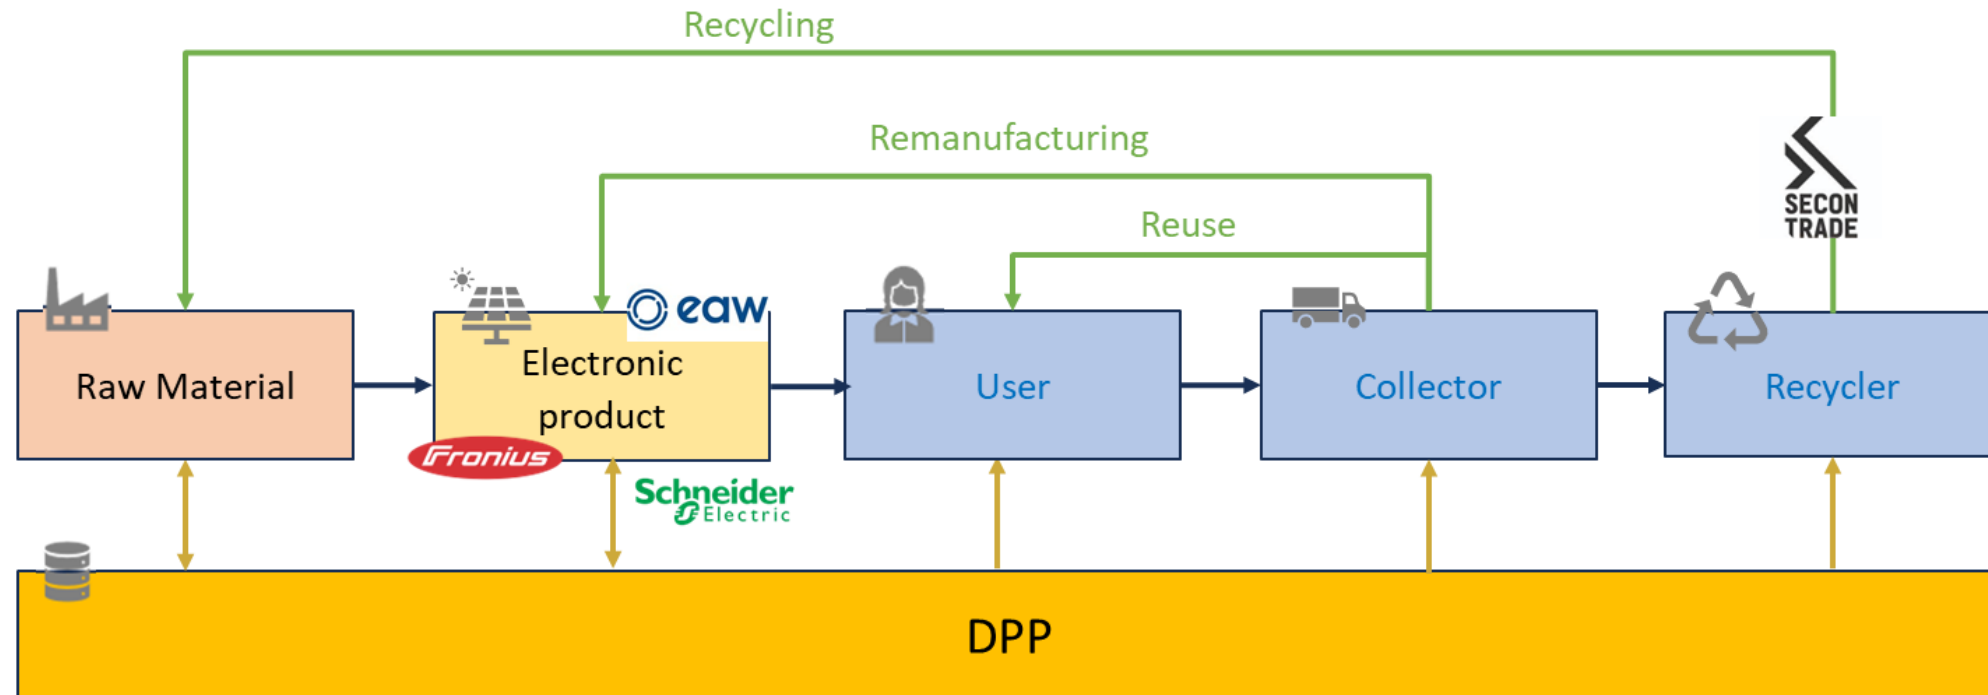 Recycling
Remanufacturing
Reuse
SECON
TRADE
eaw
Raw Material
Electronic
product
User
Collector
Recycler
Fronius
Schneider
Electric
DPP